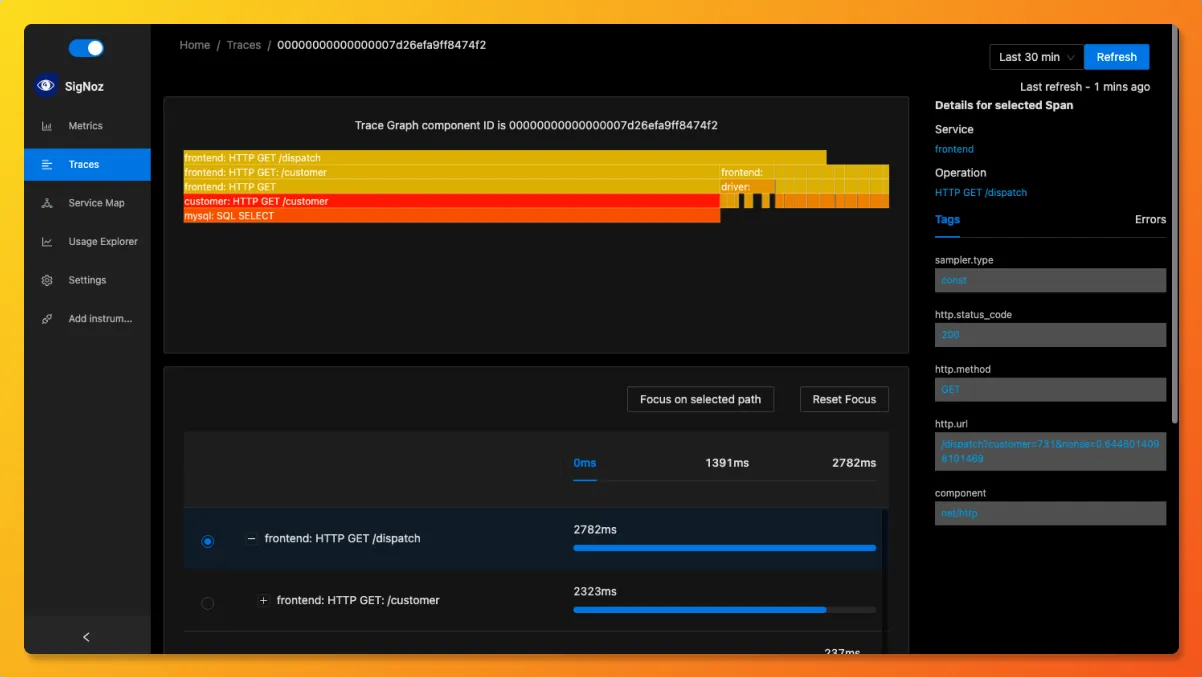 SigNoz
Metrics
Traces
Service Map
Usage Explorer
Settings
Add instrum...
Home / Traces / 00000000000000007d26efa9ff8474f2
Last 30 min
Refresh
Last refresh - 1 mins ago
Trace Graph component ID is 00000000000000007d26efa9ff8474f2
frontend: HTTP GET /dispatch
frontend: HTTP GET: /customer
frontend:
frontend: HTTP GET
driver:
customer: HTTP GET /customer
mysql: SQL SELECT
Focus on selected path
Reset Focus
0ms
1391ms
2782ms
frontend: HTTP GET /dispatch
2782ms
frontend: HTTP GET: /customer
2323ms
237ms
Details for selected Span
Service
frontend
Operation
HTTP GET /dispatch
Tags
Errors
sampler.type
const
http.status_code
200
http.method
GET
http.url
/dispatch?customer=731&nonse=0.644601409
component
net/http